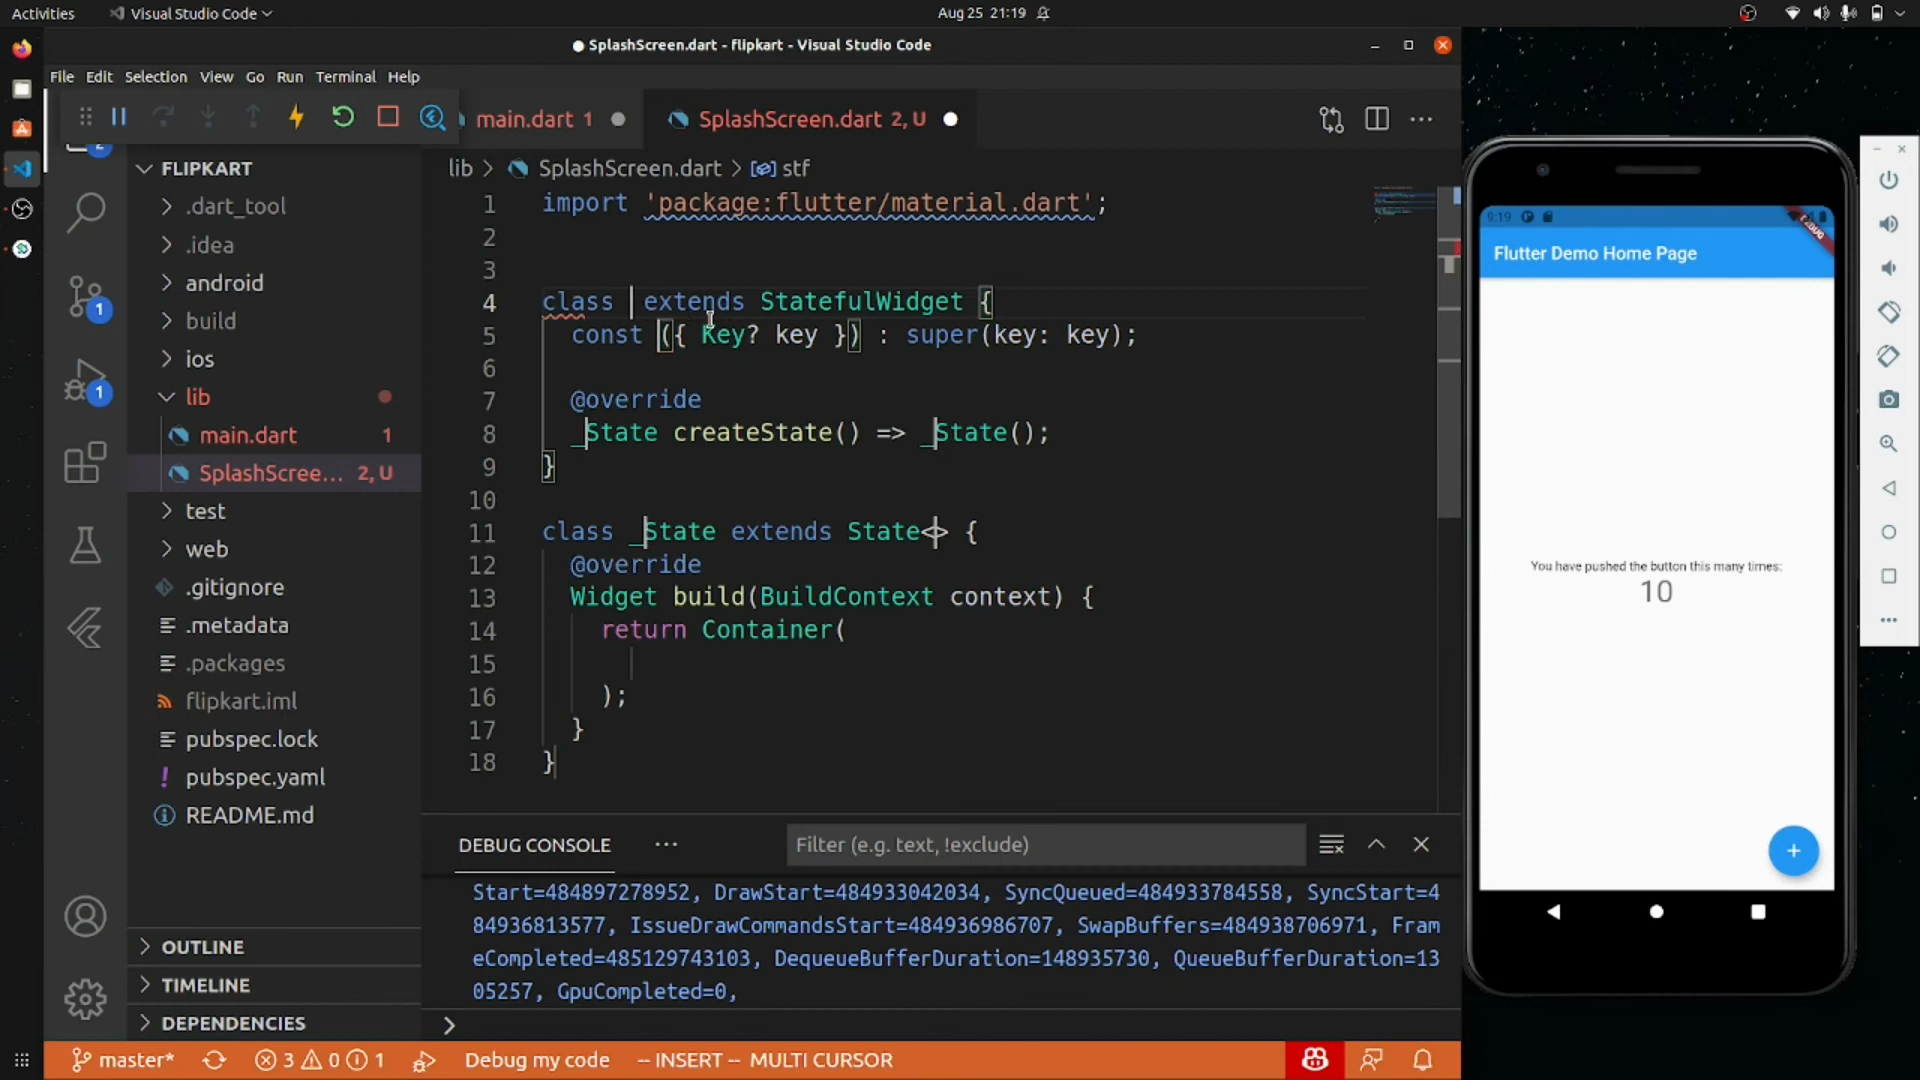 Activities
Visual Studio Code
Aug 25 21:19
SplashScreen.dart - flipkart - Visual Studio Code
File Edit Selection View Go Run Terminal Help
main.dart 1
SplashScreen.dart 2, U
FLIPKART
.dart_tool
.idea
android
build
ios
lib
main.dart 1
SplashScree... 2, U
test
web
.gitignore
.metadata
.packages
flipkart.iml
pubspec.lock
pubspec.yaml
README.md
OUTLINE
TIMELINE
DEPENDENCIES
2
1
1
lib > SplashScreen.dart > stf
1 import 'package:flutter/material.dart';
2
3
4 class extends StatefulWidget {
5 const ({ Key? key }) : super(key: key);
6
7 @override
8 _State createState() => _State();
9 }
10
11 class _State extends State<> {
12 @override
13 Widget build(BuildContext context) {
14 return Container(
15
16 );
17 }
18 }
DEBUG CONSOLE
Filter (e.g. text, !exclude)
Start=484897278952, DrawStart=484933042034, SyncQueued=484933784558, SyncStart=4
84936813577, IssueDrawCommandsStart=484936986707, SwapBuffers=484938706971, Fram
eCompleted=485129743103, DequeueBufferDuration=148935730, QueueBufferDuration=13
05257, GpuCompleted=0,
>
master* 3 0 1 Debug my code -- INSERT -- MULTI CURSOR
9:19
DEBUG
Flutter Demo Home Page
You have pushed the button this many times:
10
+